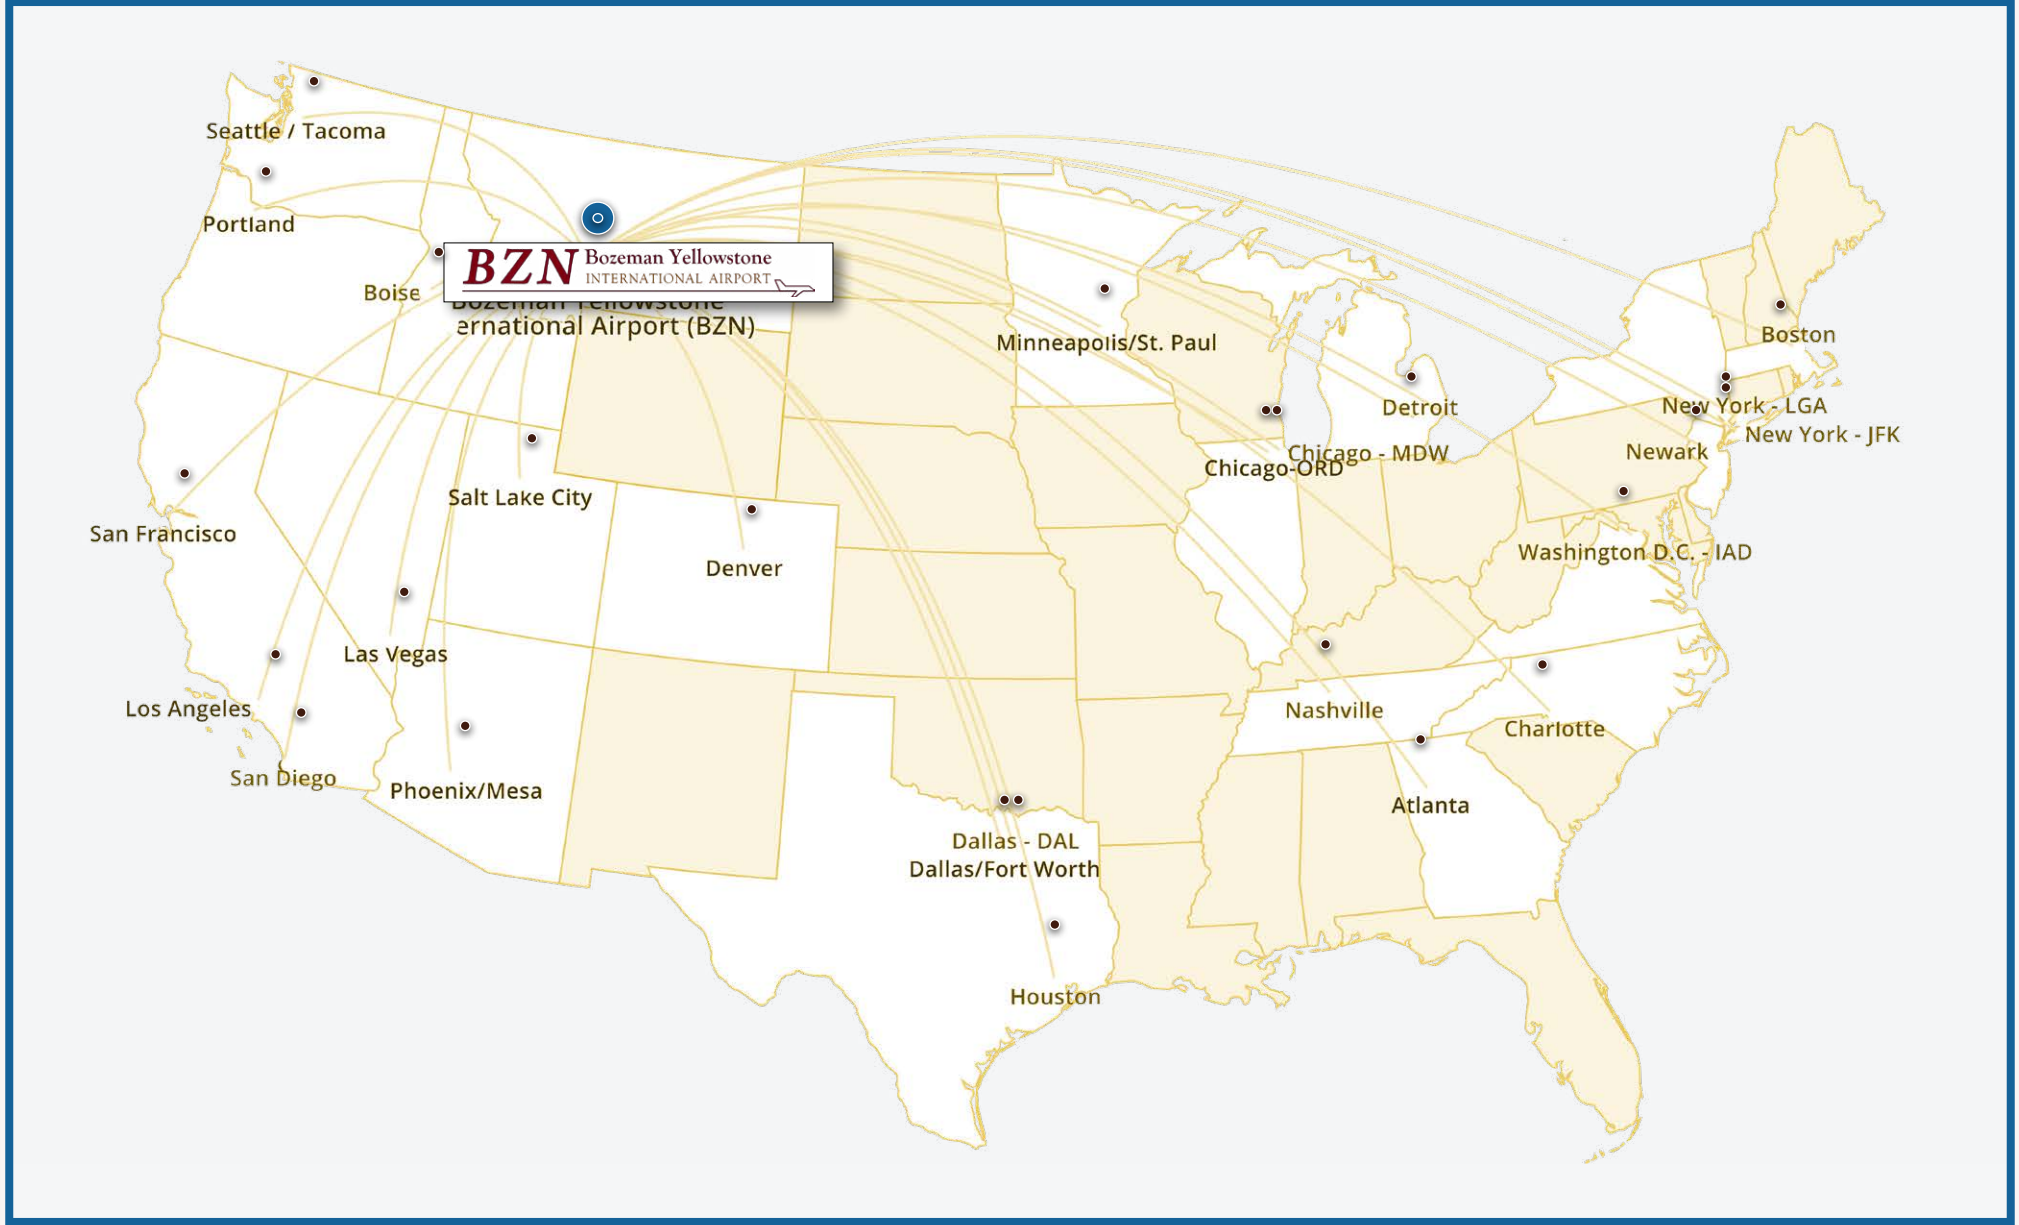 Seattle / Tacoma
Portland
Boise
BZN Bozeman Yellowstone
INTERNATIONAL AIRPORT
Bozeman Yellowstone
ernational Airport (BZN)
Minneapolis/St. Paul
Boston
Detroit
New York - LGA
New York - JFK
Newark
Chicago - MDW
Chicago-ORD
Salt Lake City
San Francisco
Denver
Washington D.C. - IAD
Las Vegas
Los Angeles
Nashville
Charlotte
San Diego
Phoenix/Mesa
Atlanta
Dallas - DAL
Dallas/Fort Worth
Houston